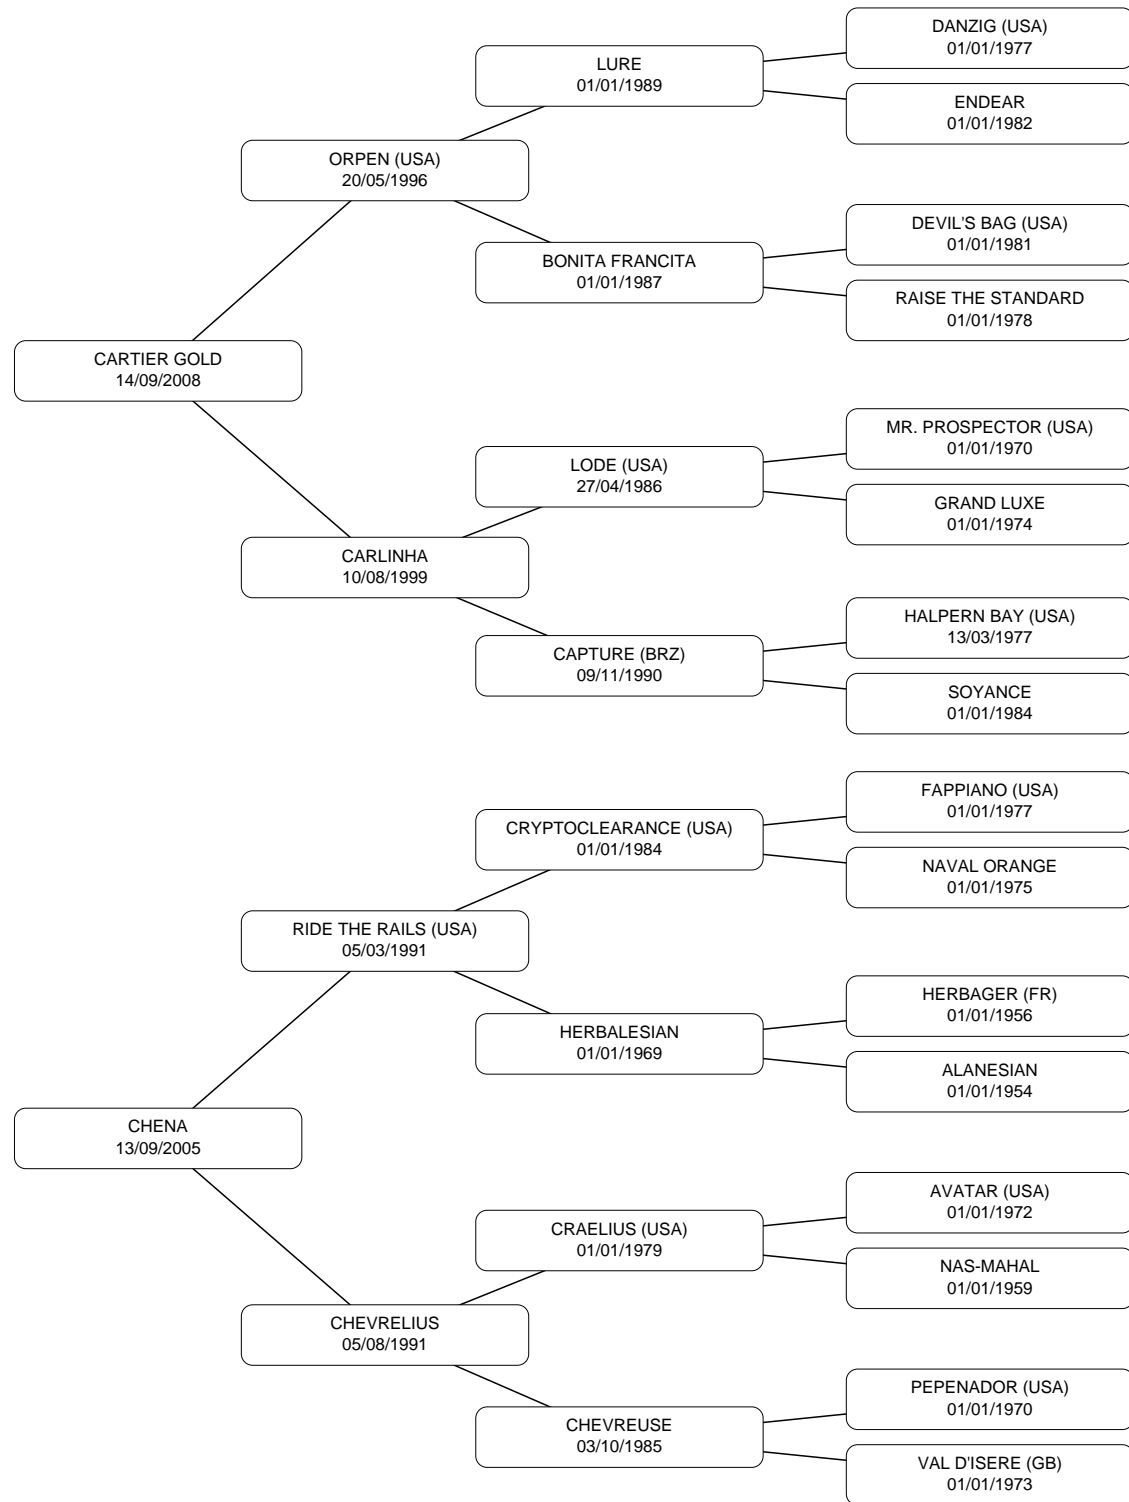 DANZIG (USA)
01/01/1977
LURE
01/01/1989
ENDEAR
01/01/1982
ORPEN (USA)
20/05/1996
DEVIL'S BAG (USA)
01/01/1981
BONITA FRANCITA
01/01/1987
RAISE THE STANDARD
01/01/1978
CARTIER GOLD
14/09/2008
MR. PROSPECTOR (USA)
01/01/1970
LODE (USA)
27/04/1986
GRAND LUXE
01/01/1974
CARLINHA
10/08/1999
HALPERN BAY (USA)
13/03/1977
CAPTURE (BRZ)
09/11/1990
SOYANCE
01/01/1984
FAPPIANO (USA)
01/01/1977
CRYPTOCLEARANCE (USA)
01/01/1984
NAVAL ORANGE
01/01/1975
RIDE THE RAILS (USA)
05/03/1991
HERBAGER (FR)
01/01/1956
HERBALESIAN
01/01/1969
ALANESIAN
01/01/1954
CHENA
13/09/2005
AVATAR (USA)
01/01/1972
CRAELIUS (USA)
01/01/1979
NAS-MAHAL
01/01/1959
CHEVRELIUS
05/08/1991
PEPENADOR (USA)
01/01/1970
CHEVREUSE
03/10/1985
VAL D'ISERE (GB)
01/01/1973